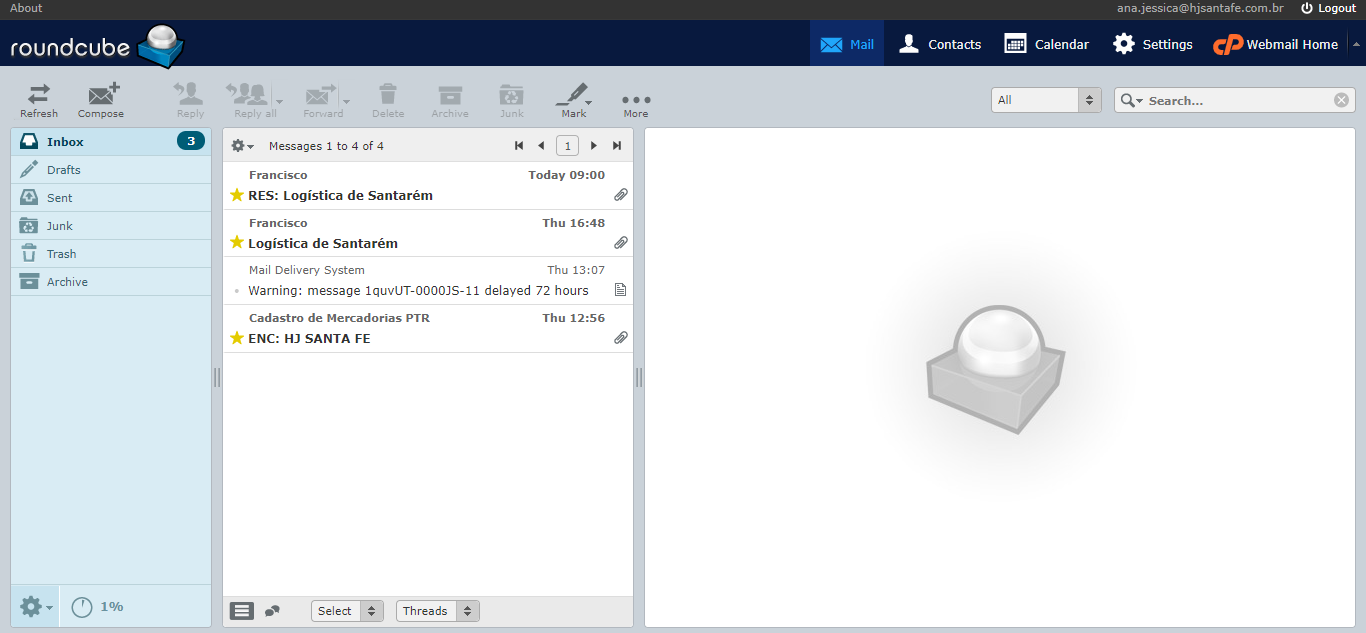 About
ana.jessica@hjsantafe.com.br Logout
roundcube
Mail Contacts Calendar Settings cP Webmail Home
Refresh Compose Reply Reply all Forward Delete Archive Junk Mark More
All Search...
Inbox 3
Drafts
Sent
Junk
Trash
Archive
1%
Messages 1 to 4 of 4 1
Francisco Today 09:00
RES: Logística de Santarém
Francisco Thu 16:48
Logística de Santarém
Mail Delivery System Thu 13:07
Warning: message 1quvUT-0000JS-11 delayed 72 hours
Cadastro de Mercadorias PTR Thu 12:56
ENC: HJ SANTA FE
Select Threads